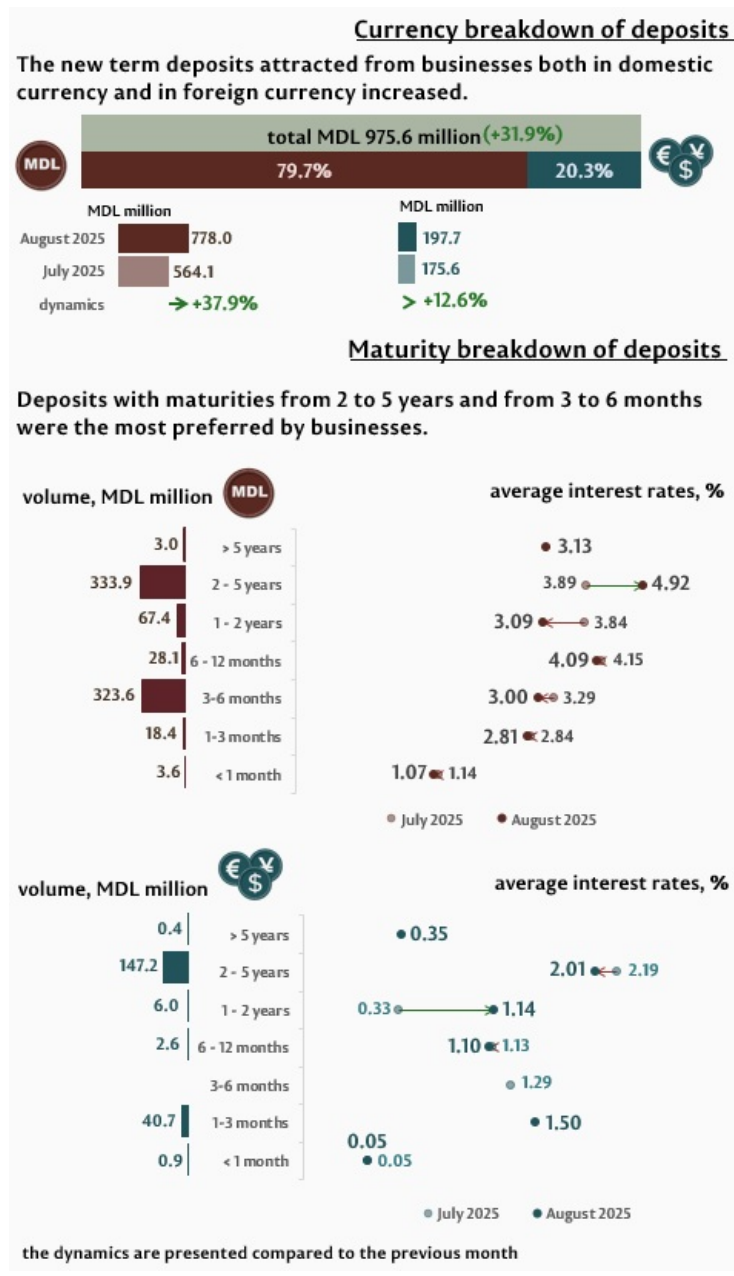 Currency breakdown of deposits
The new term deposits attracted from businesses both in domestic
currency and in foreign currency increased.
total MDL 975.6 million (+31.9%)
MDL 79.7% 20.3% € ¥ $
MDL million MDL million
August 2025 778.0 197.7
July 2025 564.1 175.6
dynamics +37.9% +12.6%
Maturity breakdown of deposits
Deposits with maturities from 2 to 5 years and from 3 to 6 months
were the most preferred by businesses.
volume, MDL million MDL average interest rates, %
3.0 > 5 years 3.13
333.9 2 - 5 years 3.89 4.92
67.4 1 - 2 years 3.09 3.84
28.1 6 - 12 months 4.09 4.15
323.6 3-6 months 3.00 3.29
18.4 1-3 months 2.81 2.84
3.6 < 1 month 1.07 1.14
July 2025 August 2025
volume, MDL million € ¥ $ average interest rates, %
0.4 > 5 years 0.35
147.2 2 - 5 years 2.01 2.19
6.0 1 - 2 years 0.33 1.14
2.6 6 - 12 months 1.10 1.13
3-6 months 1.29
40.7 1-3 months 1.50
0.05
0.9 < 1 month 0.05
July 2025 August 2025
the dynamics are presented compared to the previous month